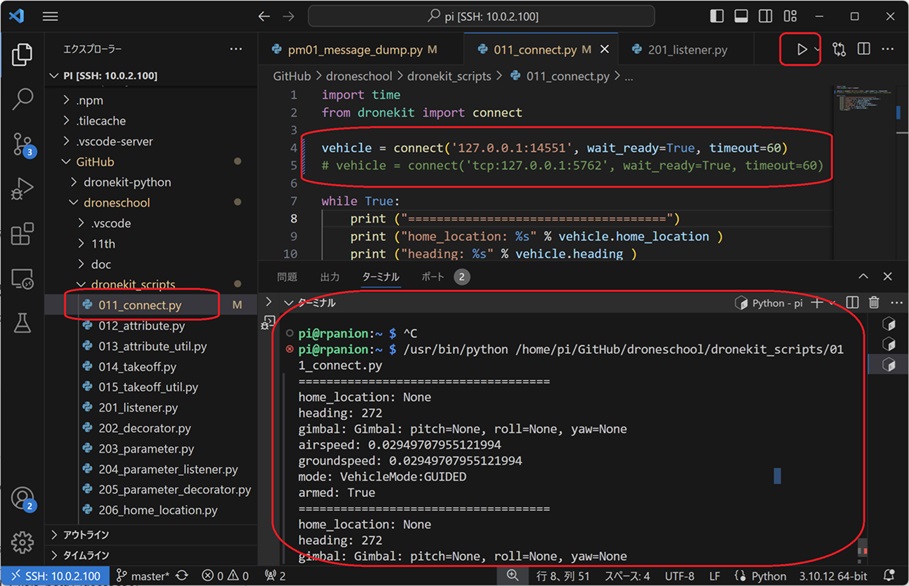 pi [SSH: 10.0.2.100]
エクスプローラー
pm01_message_dump.py M
011_connect.py M
201_listener.py
PI [SSH: 10.0.2.100]
.npm
.tilecache
.vscode-server
GitHub
dronekit-python
droneschool
.vscode
11th
doc
dronekit_scripts
011_connect.py M
012_attribute.py
013_attribute_util.py
014_takeoff.py
015_takeoff_util.py
201_listener.py
202_decorator.py
203_parameter.py
204_parameter_listener.py
205_parameter_decorator.py
206_home_location.py
アウトライン
タイムライン
3
2
GitHub > droneschool > dronekit_scripts > 011_connect.py > ...
1 import time
2 from dronekit import connect
3
4 vehicle = connect('127.0.0.1:14551', wait_ready=True, timeout=60)
5 # vehicle = connect('tcp:127.0.0.1:5762', wait_ready=True, timeout=60)
6
7 while True:
8 print ("===================================")
9 print ("home_location: %s" % vehicle.home_location )
10 print ("heading: %s" % vehicle.heading )
問題 出力 ターミナル ポート 2
ターミナル
Python - pi
pi@rpanion:~ $ ^C
pi@rpanion:~ $ /usr/bin/python /home/pi/GitHub/droneschool/dronekit_scripts/01
1_connect.py
===================================
home_location: None
heading: 272
gimbal: Gimbal: pitch=None, roll=None, yaw=None
airspeed: 0.02949707955121994
groundspeed: 0.02949707955121994
mode: VehicleMode:GUIDED
armed: True
===================================
home_location: None
heading: 272
gimbal: Gimbal: pitch=None, roll=None, yaw=None
SSH: 10.0.2.100 master* 0 0 2 行 8、列 51 スペース: 4 UTF-8 LF Python 3.10.12 64-bit